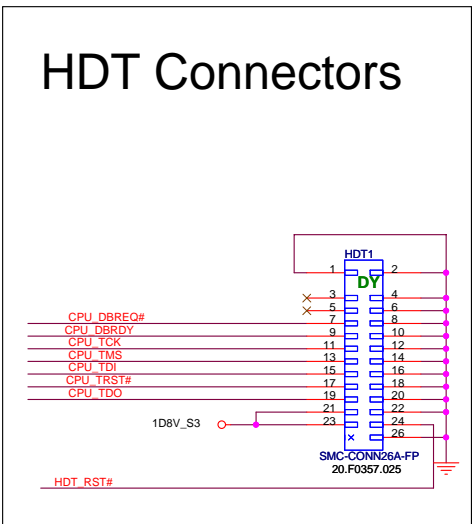 HDT Connectors
HDT1
1 2
DY
3 4
5 6
CPU_DBREQ# 7 8
CPU_DBRDY 9 10
CPU_TCK 11 12
CPU_TMS 13 14
CPU_TDI 15 16
CPU_TRST# 17 18
CPU_TDO 19 20
21 22
1D8V_S3 23 24
26
SMC-CONN26A-FP
20.F0357.025
HDT_RST#